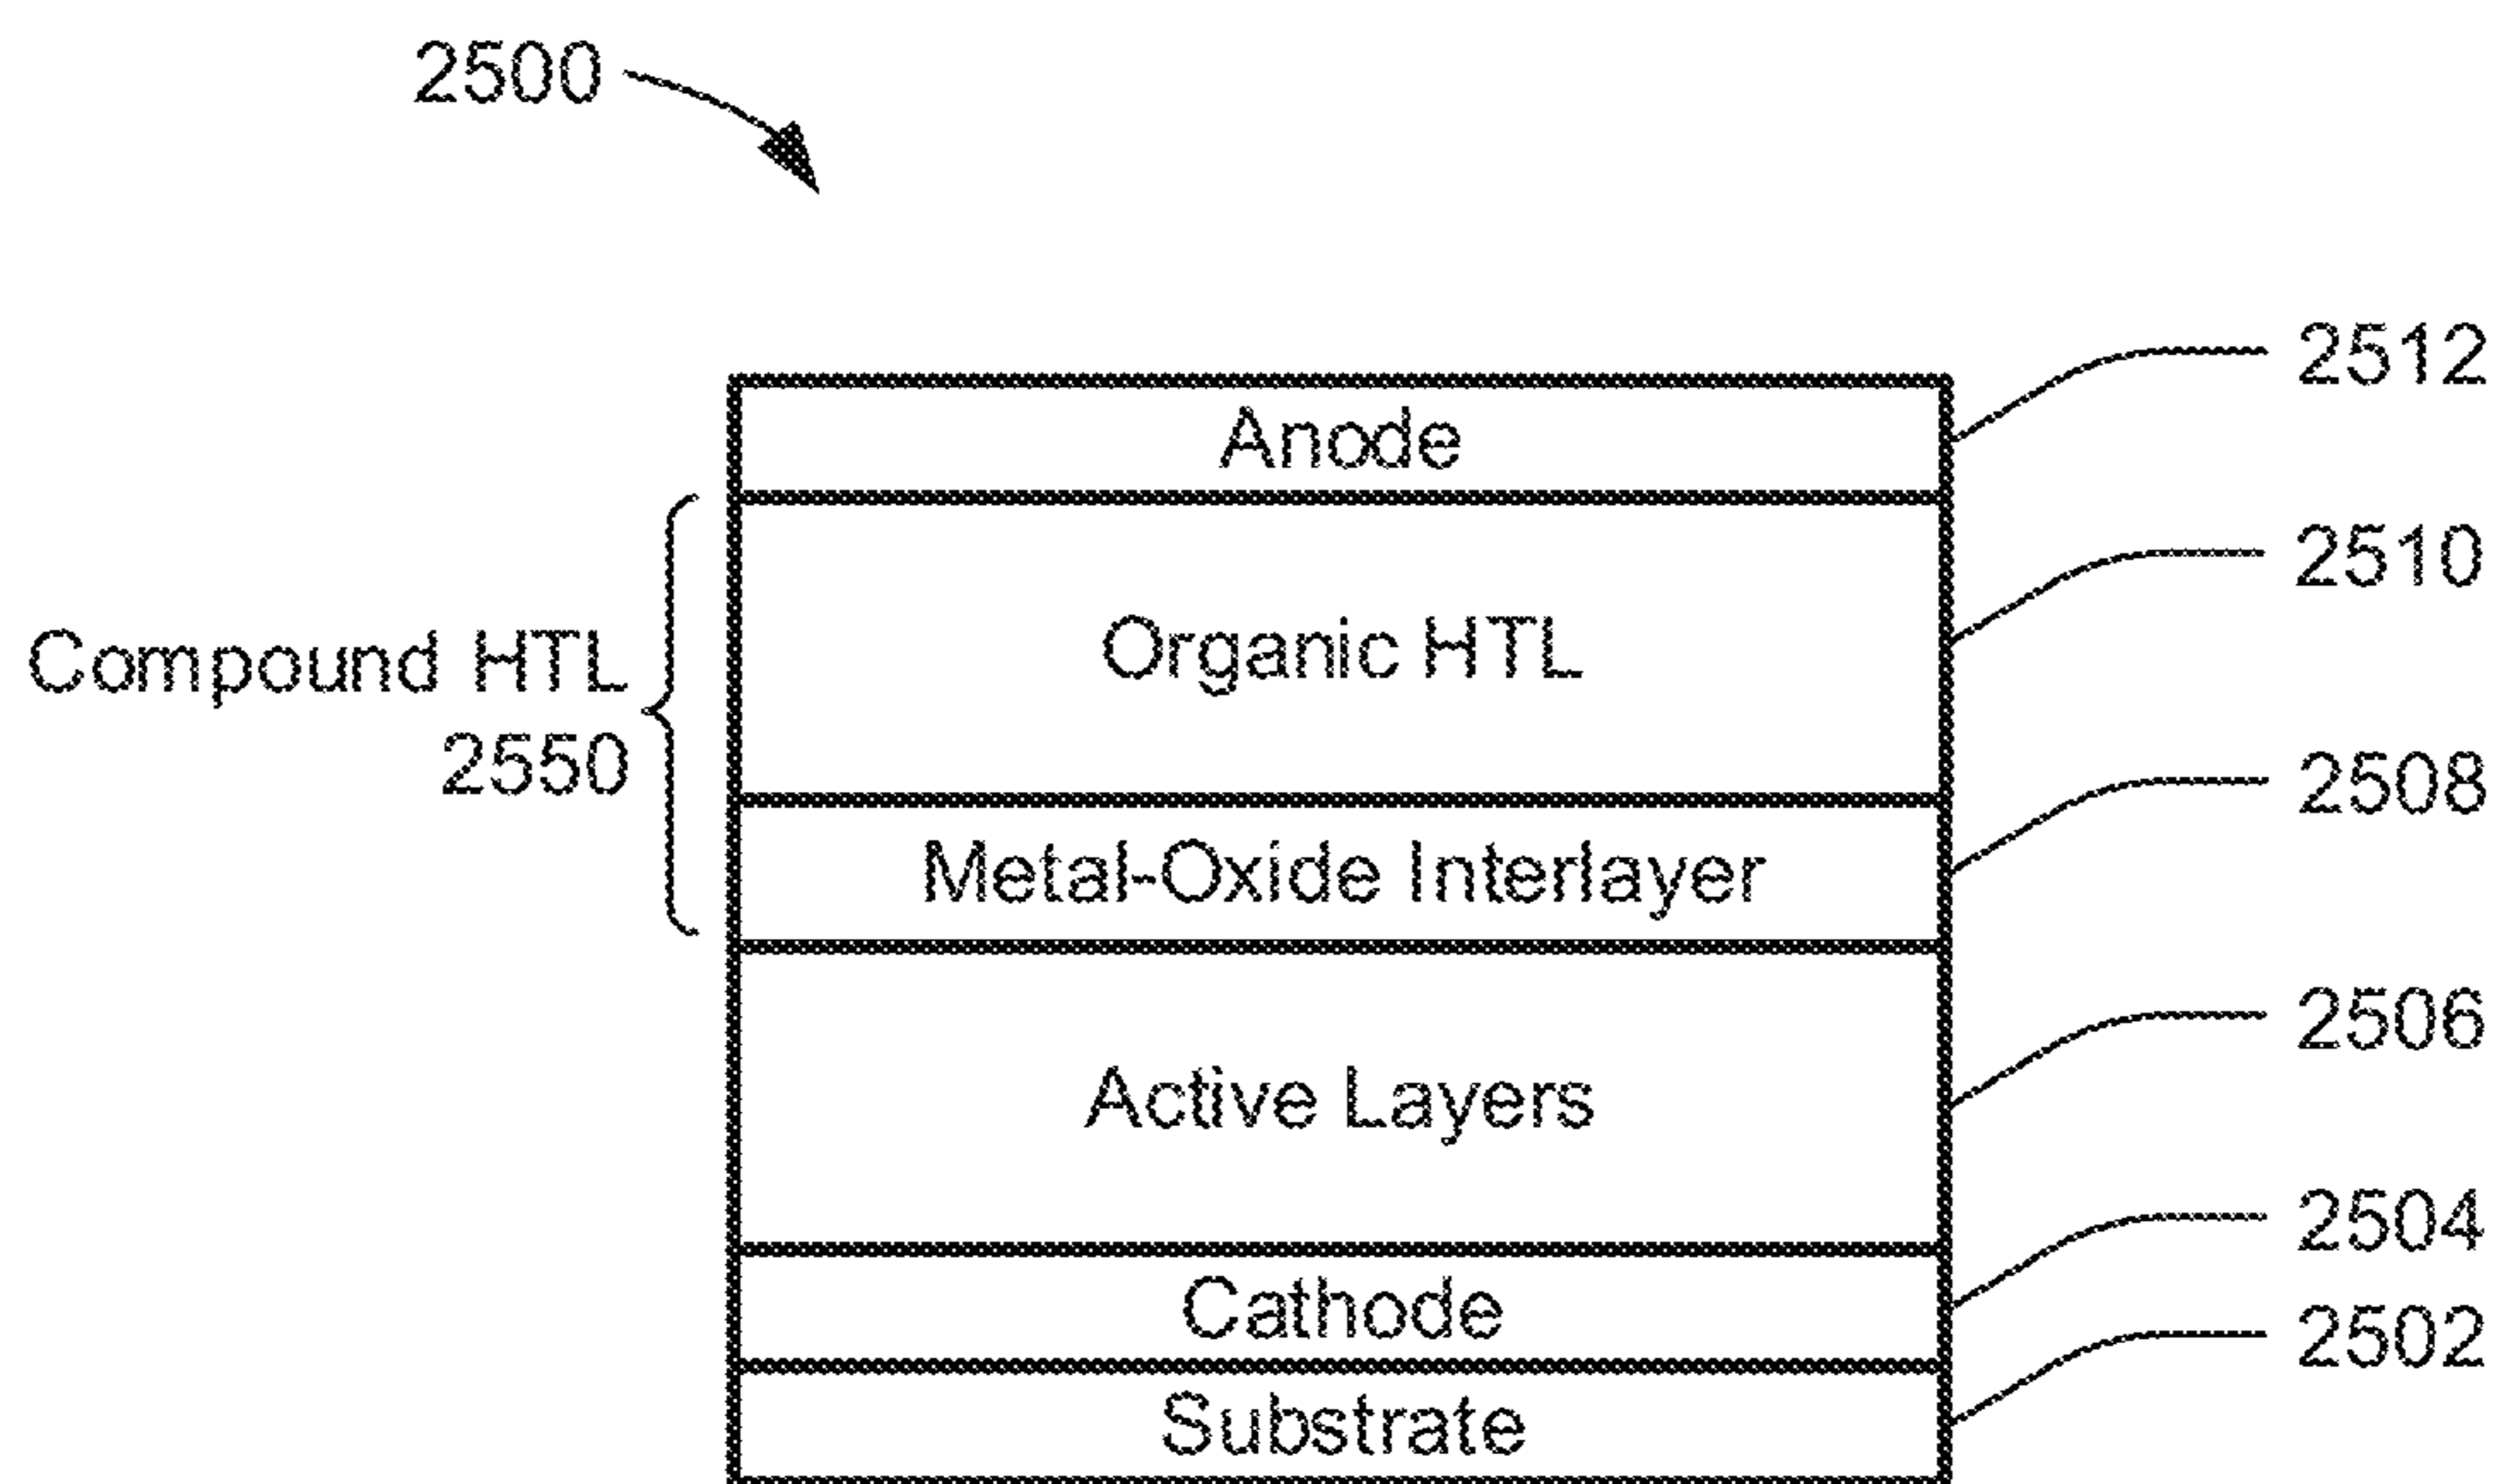 2500
2512
Anode
2510
Organic HTL
Compound HTL
2550
2508
Metal-Oxide Interlayer
2506
Active Layers
2504
Cathode
2502
Substrate